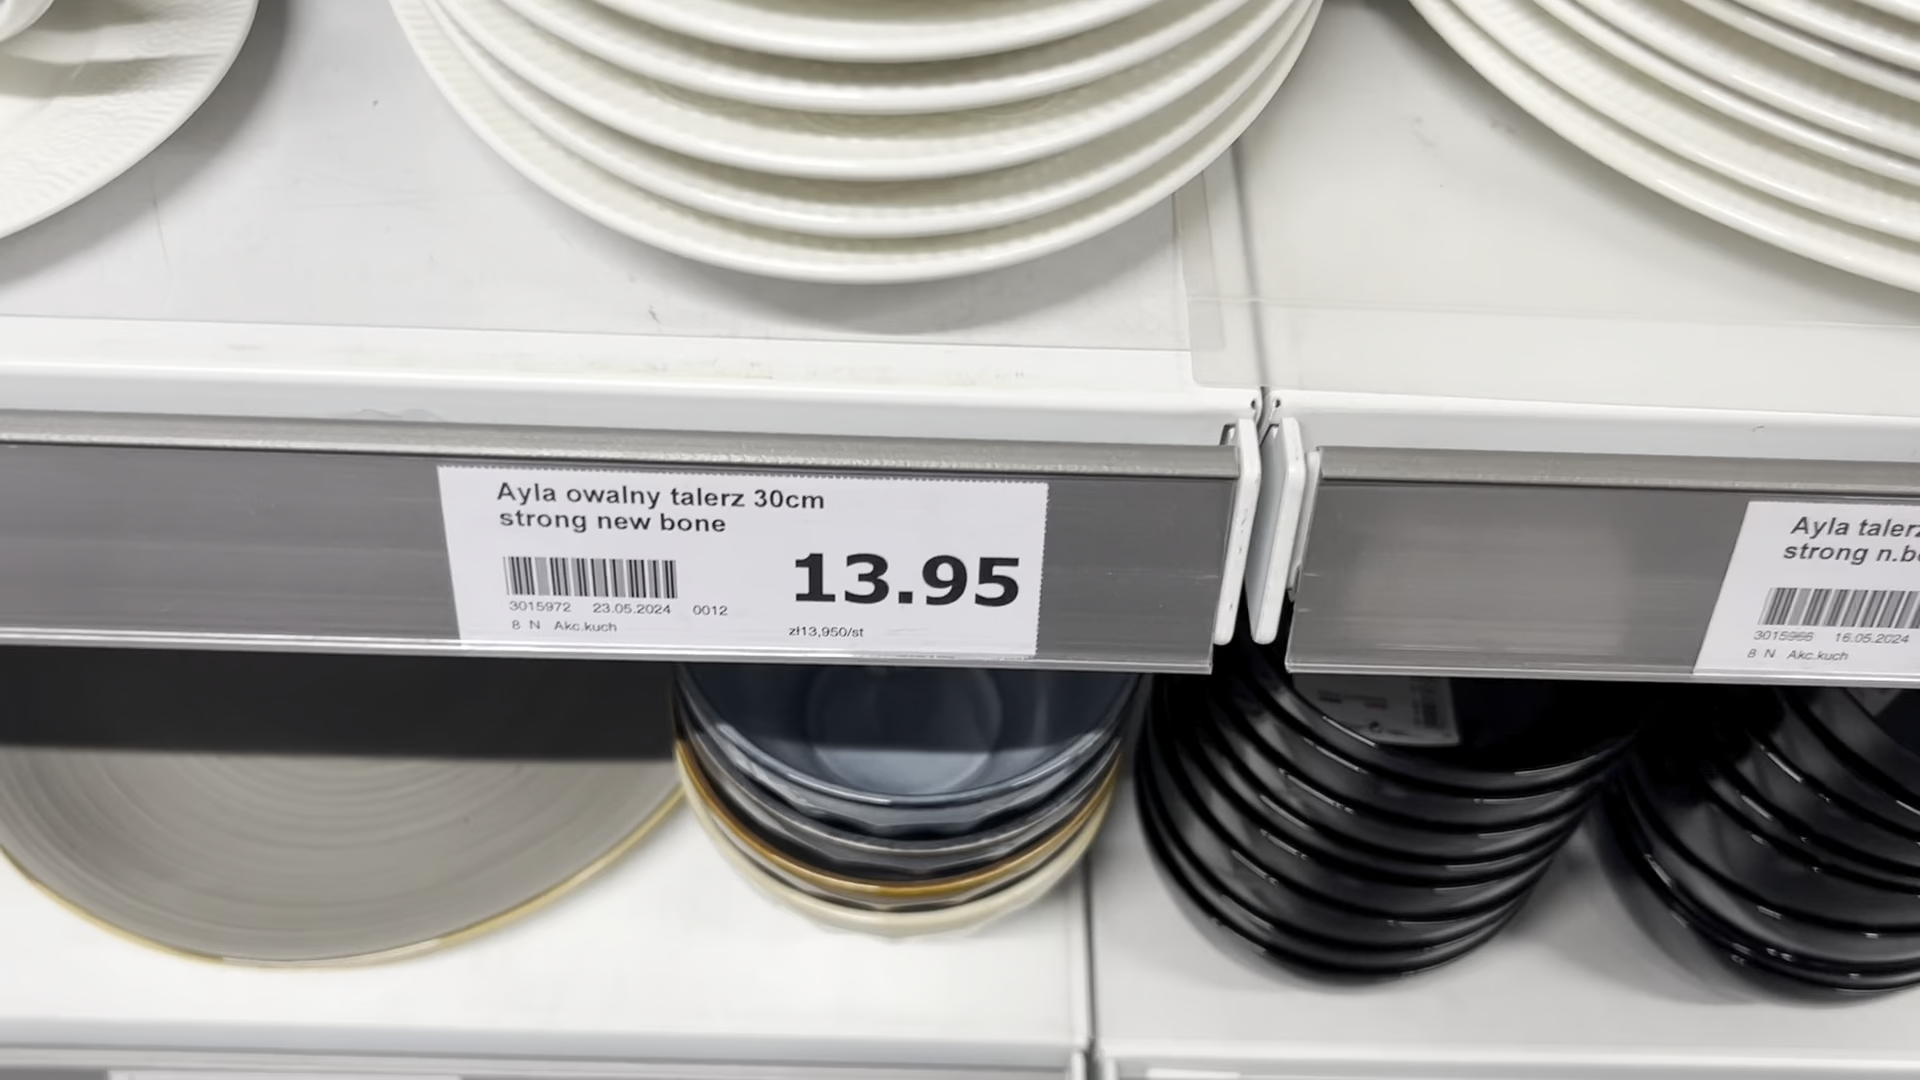 Ayla owalny talerz 30cm
strong new bone
13.95
3015972 23.05.2024 0012
8 N Akc.kuch
zł13,950/st
Ayla talerz
strong n.b
3015966 16.05.2024
8 N Akc.kuch